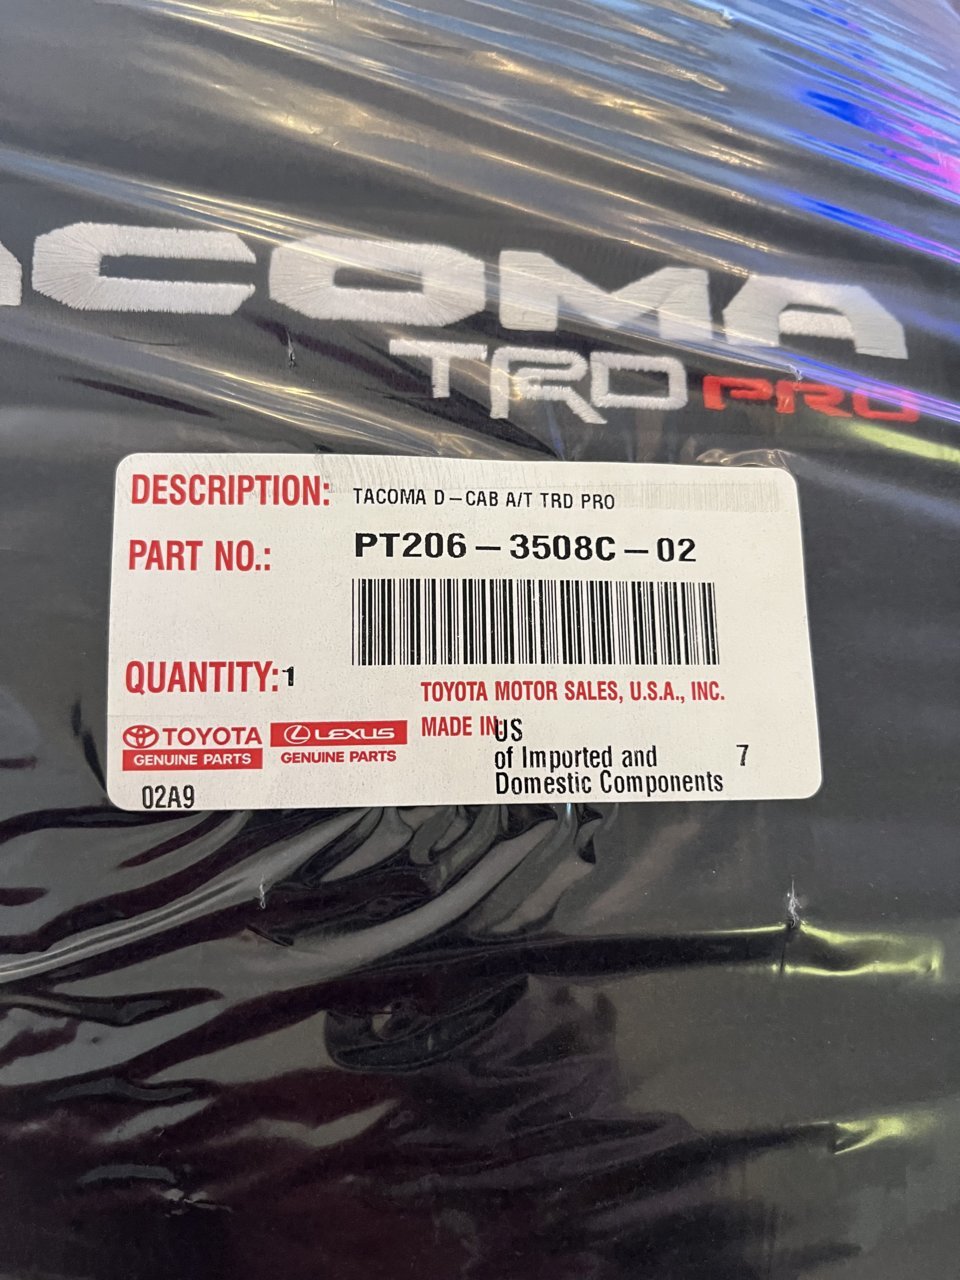 ACOMA
TRD PRO
DESCRIPTION: TACOMA D-CAB A/T TRD PRO
PART NO.: PT206-3508C-02
QUANTITY: 1
TOYOTA MOTOR SALES, U.S.A., INC.
MADE IN: US
of Imported and
Domestic Components
7
TOYOTA
GENUINE PARTS
LEXUS
GENUINE PARTS
02A9